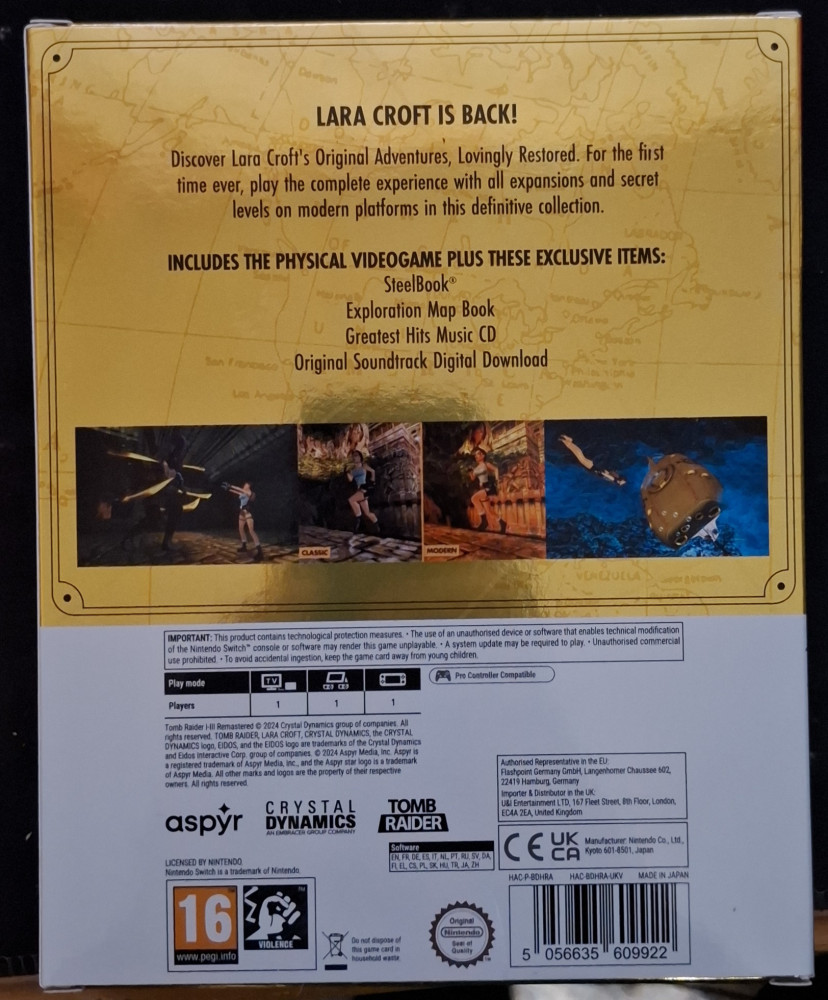 LARA CROFT IS BACK!
Discover Lara Croft's Original Adventures, Lovingly Restored. For the first
time ever, play the complete experience with all expansions and secret
levels on modern platforms in this definitive collection.
INCLUDES THE PHYSICAL VIDEOGAME PLUS THESE EXCLUSIVE ITEMS:
SteelBook®
Exploration Map Book
Greatest Hits Music CD
Original Soundtrack Digital Download
CLASSIC
MODERN
VENEZUELA
IMPORTANT: This product contains technological protection measures. • The use of an unauthorised device or software that enables technical modification
of the Nintendo Switch™ console or software may render this game unplayable. • A system update may be required to play. • Unauthorised commercial
use prohibited. • To avoid accidental ingestion, keep the game card away from young children.
Play mode
TV
Pro Controller Compatible
Players
1
1
1
Tomb Raider I-III Remastered © 2024 Crystal Dynamics group of companies. All
rights reserved. TOMB RAIDER, LARA CROFT, CRYSTAL DYNAMICS, the CRYSTAL
DYNAMICS logo, EIDOS, and the EIDOS logo are trademarks of the Crystal Dynamics
and Eidos Interactive Corp. group of companies. © 2024 Aspyr Media, Inc. Aspyr is
a registered trademark of Aspyr Media, Inc., and the Aspyr star logo is a trademark
of Aspyr Media. All other marks and logos are the property of their respective
owners. All rights reserved.
Authorised Representative in the EU:
Flashpoint Germany GmbH, Langenhorner Chaussee 602,
22419 Hamburg, Germany
Importer & Distributor in the UK:
U&I Entertainment LTD, 167 Fleet Street, 8th Floor, London,
EC4A 2EA, United Kingdom
aspyr
CRYSTAL
DYNAMICS
AN EMBRACER GROUP COMPANY
TOMB
RAIDER
Software
EN, FR, DE, ES, IT, NL, PT, RU, SV, DA,
FI, EL, CS, PL, SK, HU, TR, JA, ZH
CE
UK
CA
Manufacturer: Nintendo Co., Ltd.,
Kyoto 601-8501, Japan
LICENSED BY NINTENDO.
Nintendo Switch is a trademark of Nintendo.
HAC-P-BDHRA HAC-BDHRA-UKV MADE IN JAPAN
16
www.pegi.info
VIOLENCE
Do not dispose of
this game card in
household waste.
Original
Nintendo
Seal of
Quality
5 056635 609922